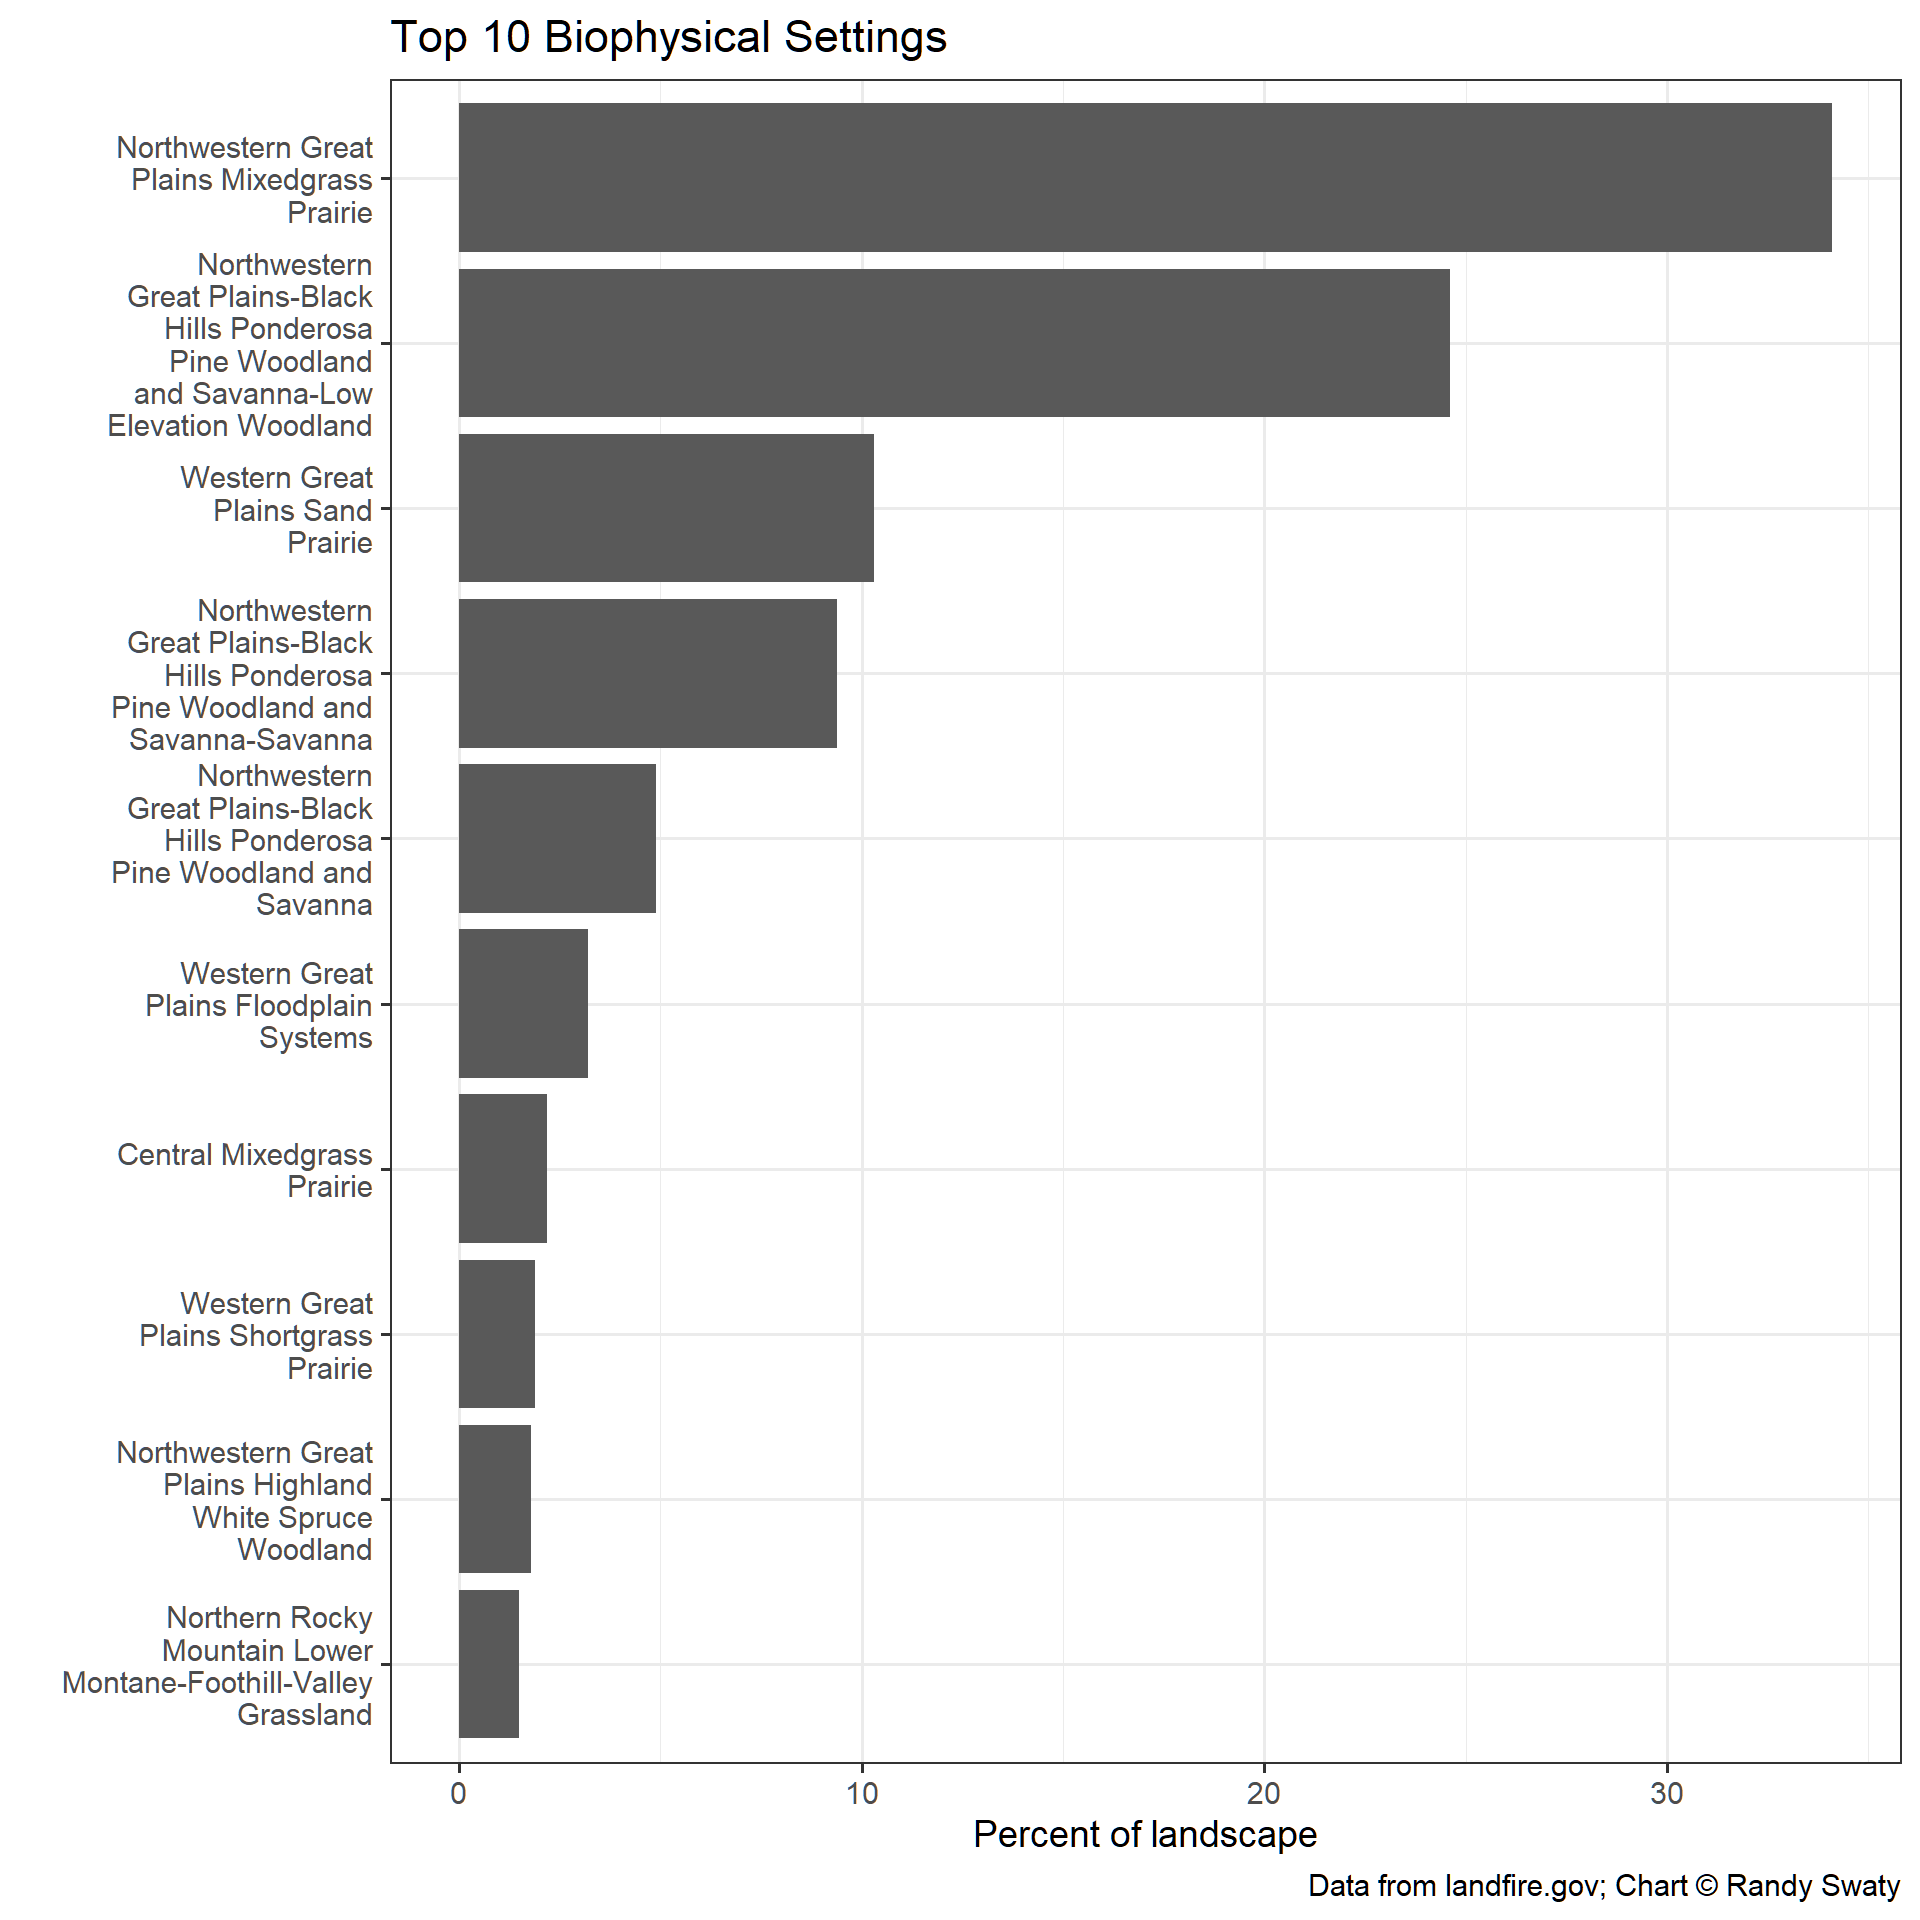 Top 10 Biophysical Settings
Northwestern Great
Plains Mixedgrass
Prairie
Northwestern
Great Plains-Black
Hills Ponderosa
Pine Woodland
and Savanna-Low
Elevation Woodland
Western Great
Plains Sand
Prairie
Northwestern
Great Plains-Black
Hills Ponderosa
Pine Woodland and
Savanna-Savanna
Northwestern
Great Plains-Black
Hills Ponderosa
Pine Woodland and
Savanna
Western Great
Plains Floodplain
Systems
Central Mixedgrass
Prairie
Western Great
Plains Shortgrass
Prairie
Northwestern Great
Plains Highland
White Spruce
Woodland
Northern Rocky
Mountain Lower
Montane-Foothill-Valley
Grassland
0 10 20 30
Percent of landscape
Data from landfire.gov; Chart © Randy Swaty